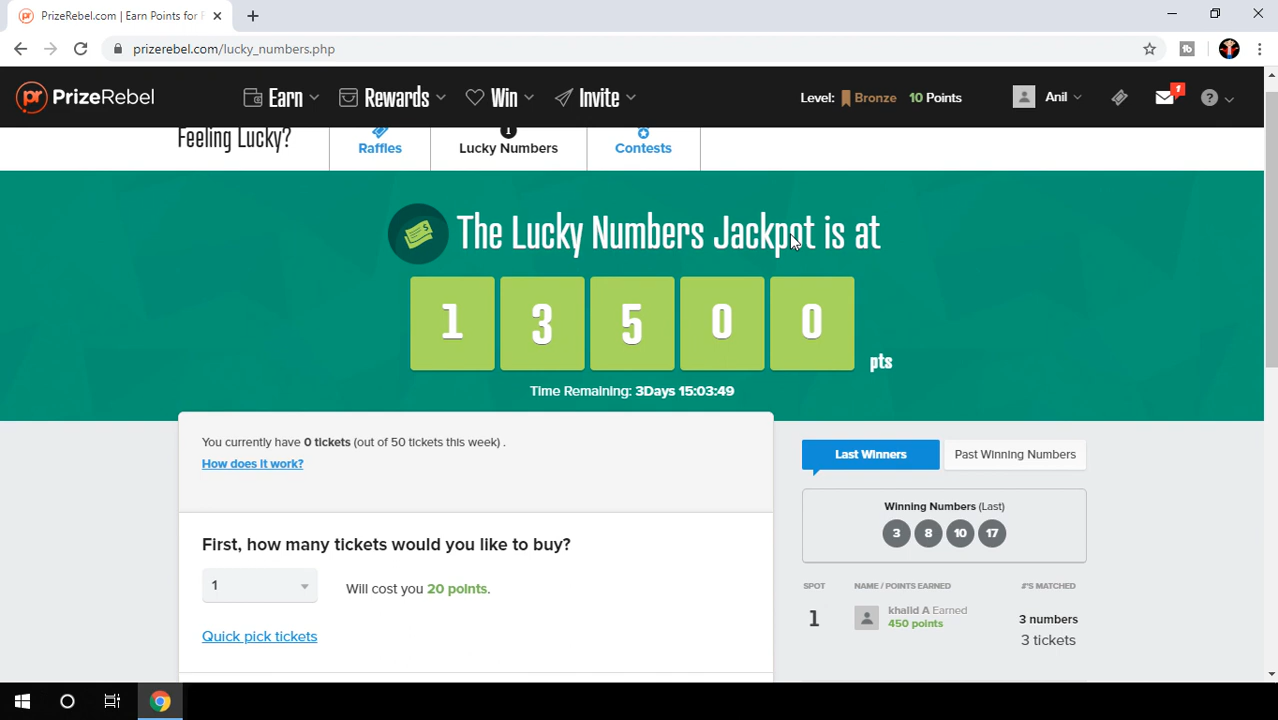 PrizeRebel.com | Earn Points for F
prizerebel.com/lucky_numbers.php
pr PrizeRebel Earn Rewards Win Invite Level: Bronze 10 Points Anil 1 ?
Feeling Lucky? Raffles Lucky Numbers Contests
The Lucky Numbers Jackpot is at
1 3 5 0 0 pts
Time Remaining: 3Days 15:03:49
You currently have 0 tickets (out of 50 tickets this week) .
How does it work?
First, how many tickets would you like to buy?
1 Will cost you 20 points.
Quick pick tickets
Last Winners Past Winning Numbers
Winning Numbers (Last)
3 8 10 17
SPOT NAME / POINTS EARNED #'S MATCHED
1 khalid A Earned 3 numbers
450 points 3 tickets